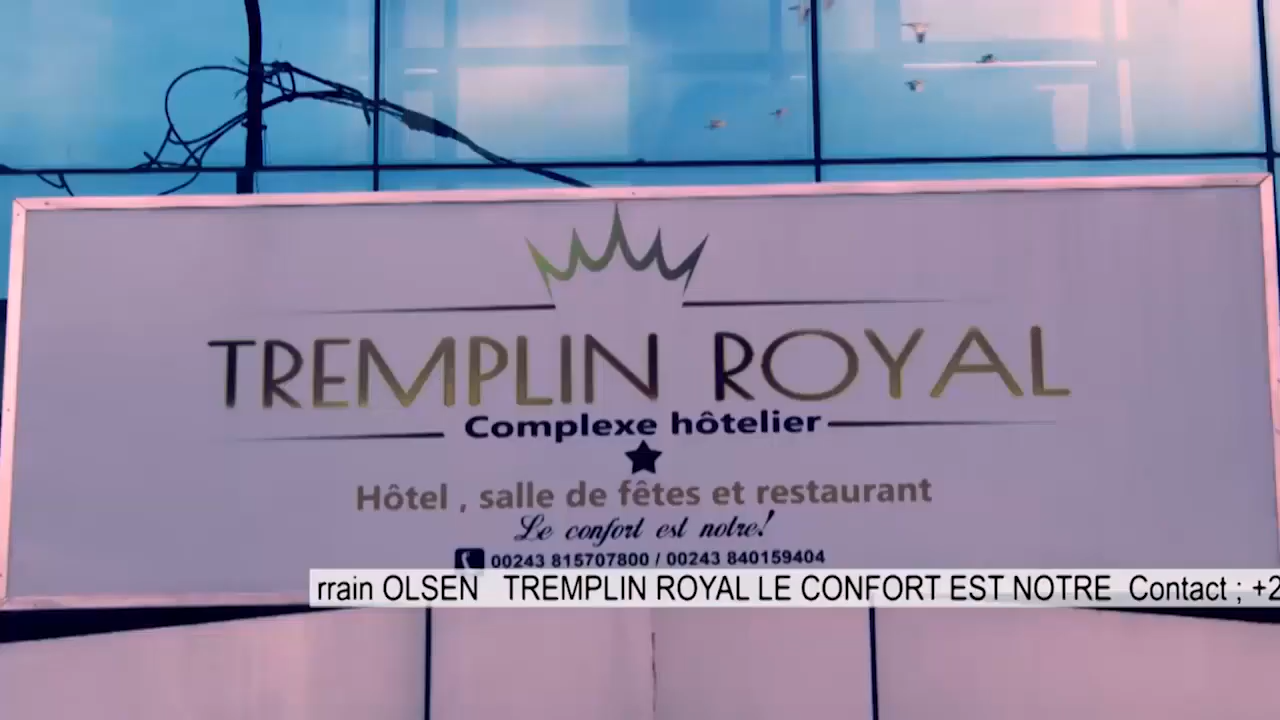 TREMPLIN ROYAL
Complexe hôtelier
Hôtel , salle de fêtes et restaurant
Le confort est notre!
00243 815707800 / 00243 840159404
rrain OLSEN TREMPLIN ROYAL LE CONFORT EST NOTRE Contact ; +2